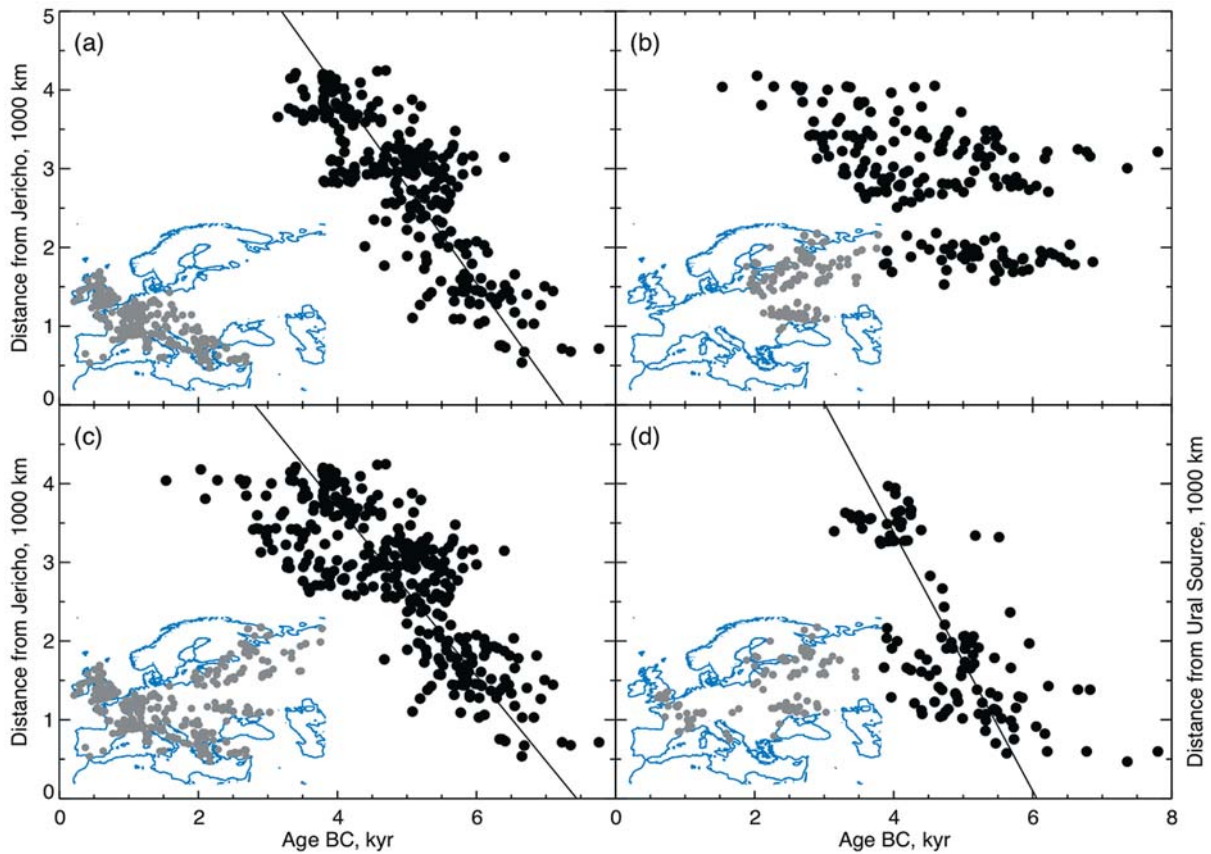 (a)
(b)
5
4
3
2
1
0
Distance from Jericho, 1000 km
(c)
(d)
4
3
2
1
0
Distance from Jericho, 1000 km
Distance from Ural Source, 1000 km
0 2 4 6 0 2 4 6 8
Age BC, kyr Age BC, kyr